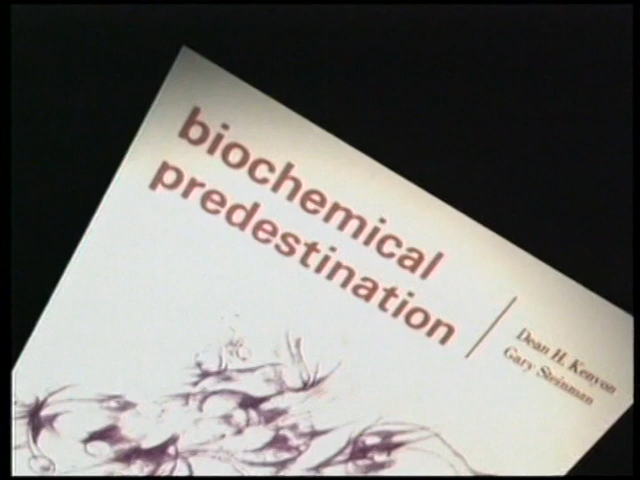 biochemical
predestination
Dean H. Kenyon
Gary Steinman